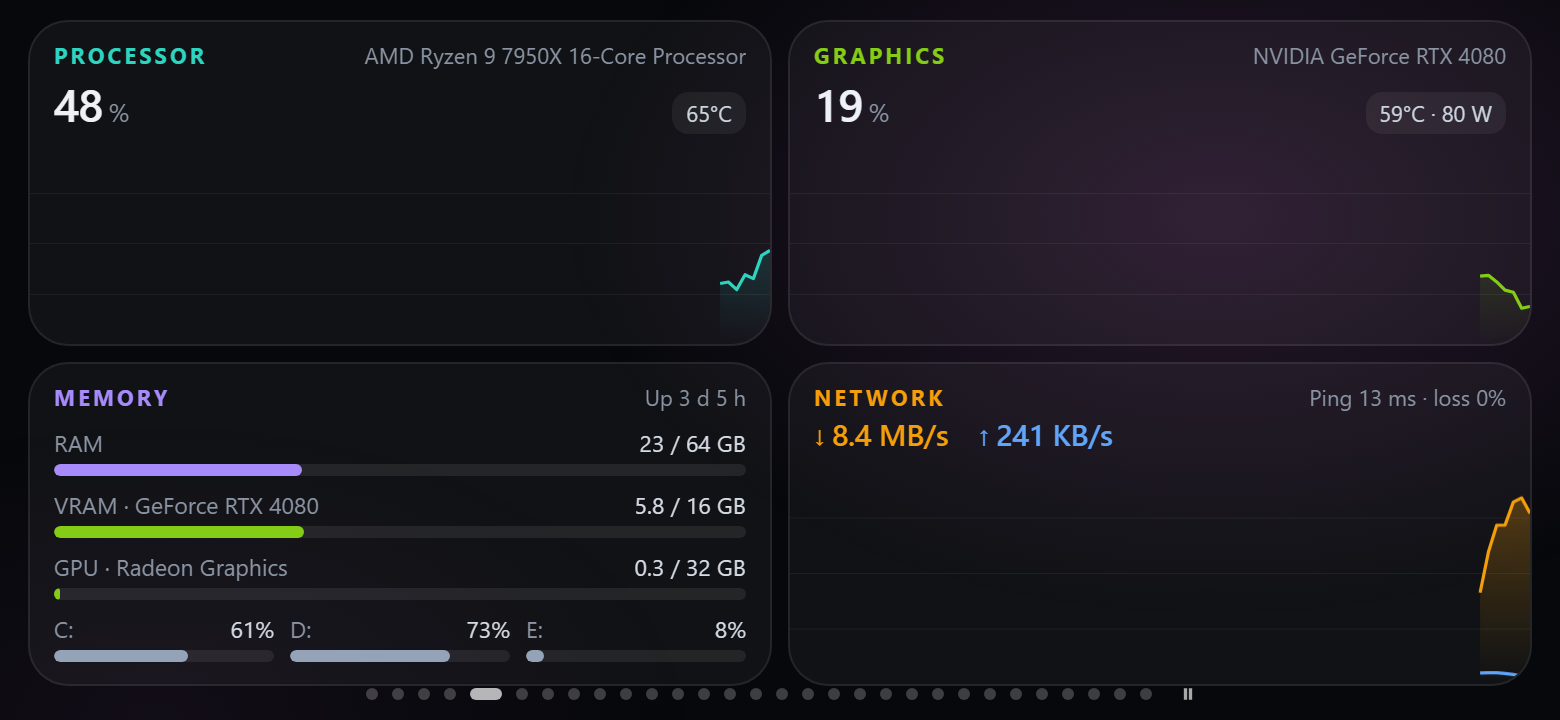 PROCESSOR AMD Ryzen 9 7950X 16-Core Processor
48 % 65°C
GRAPHICS NVIDIA GeForce RTX 4080
19 % 59°C · 80 W
MEMORY Up 3 d 5 h
RAM 23 / 64 GB
VRAM · GeForce RTX 4080 5.8 / 16 GB
GPU · Radeon Graphics 0.3 / 32 GB
C: 61% D: 73% E: 8%
NETWORK Ping 13 ms · loss 0%
↓ 8.4 MB/s ↑ 241 KB/s